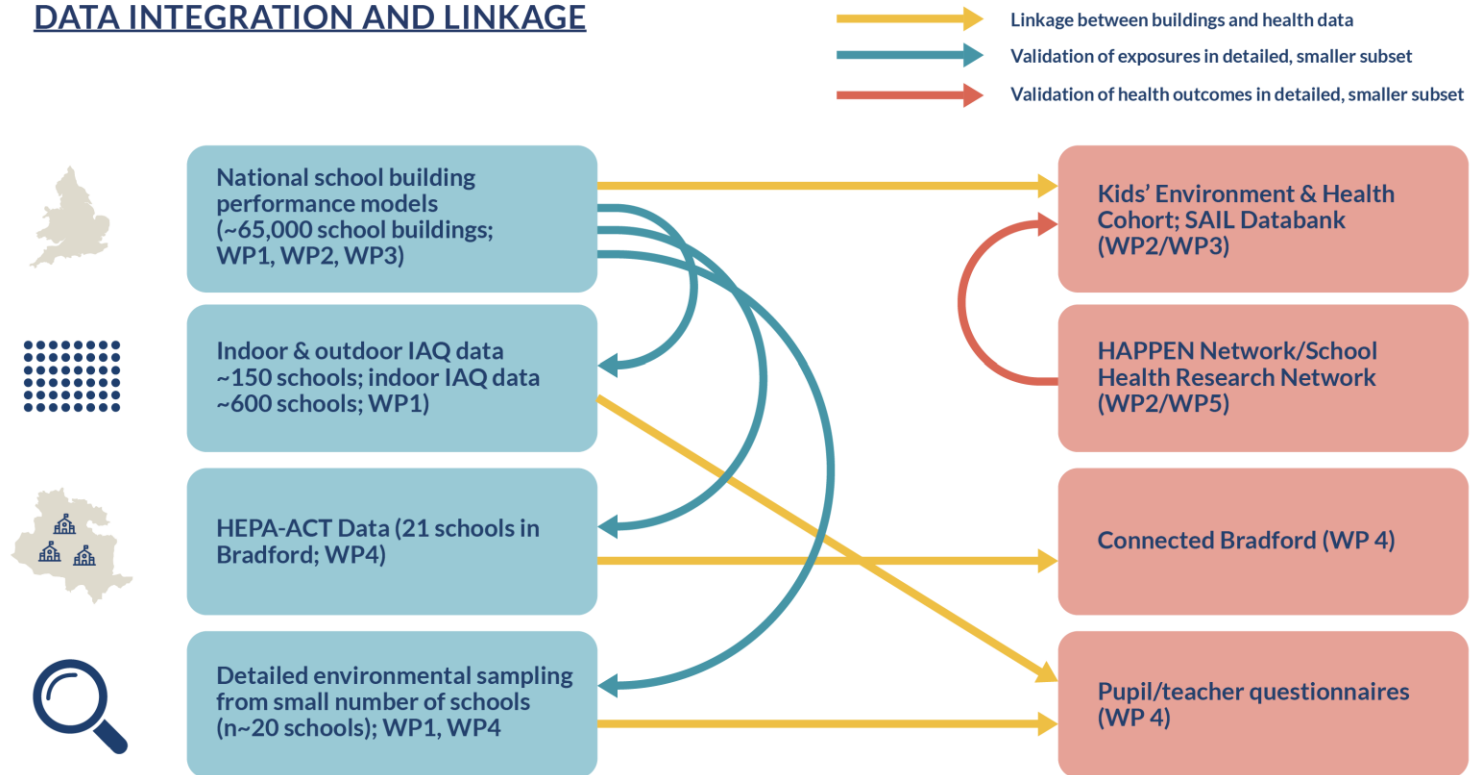 DATA INTEGRATION AND LINKAGE
Linkage between buildings and health data
Validation of exposures in detailed, smaller subset
Validation of health outcomes in detailed, smaller subset
National school building
performance models
(~65,000 school buildings;
WP1, WP2, WP3)
Kids’ Environment & Health
Cohort; SAIL Databank
(WP2/WP3)
Indoor & outdoor IAQ data
~150 schools; indoor IAQ data
~600 schools; WP1)
HAPPEN Network/School
Health Research Network
(WP2/WP5)
HEPA-ACT Data (21 schools in
Bradford; WP4)
Connected Bradford (WP 4)
Detailed environmental sampling
from small number of schools
(n~20 schools); WP1, WP4
Pupil/teacher questionnaires
(WP 4)